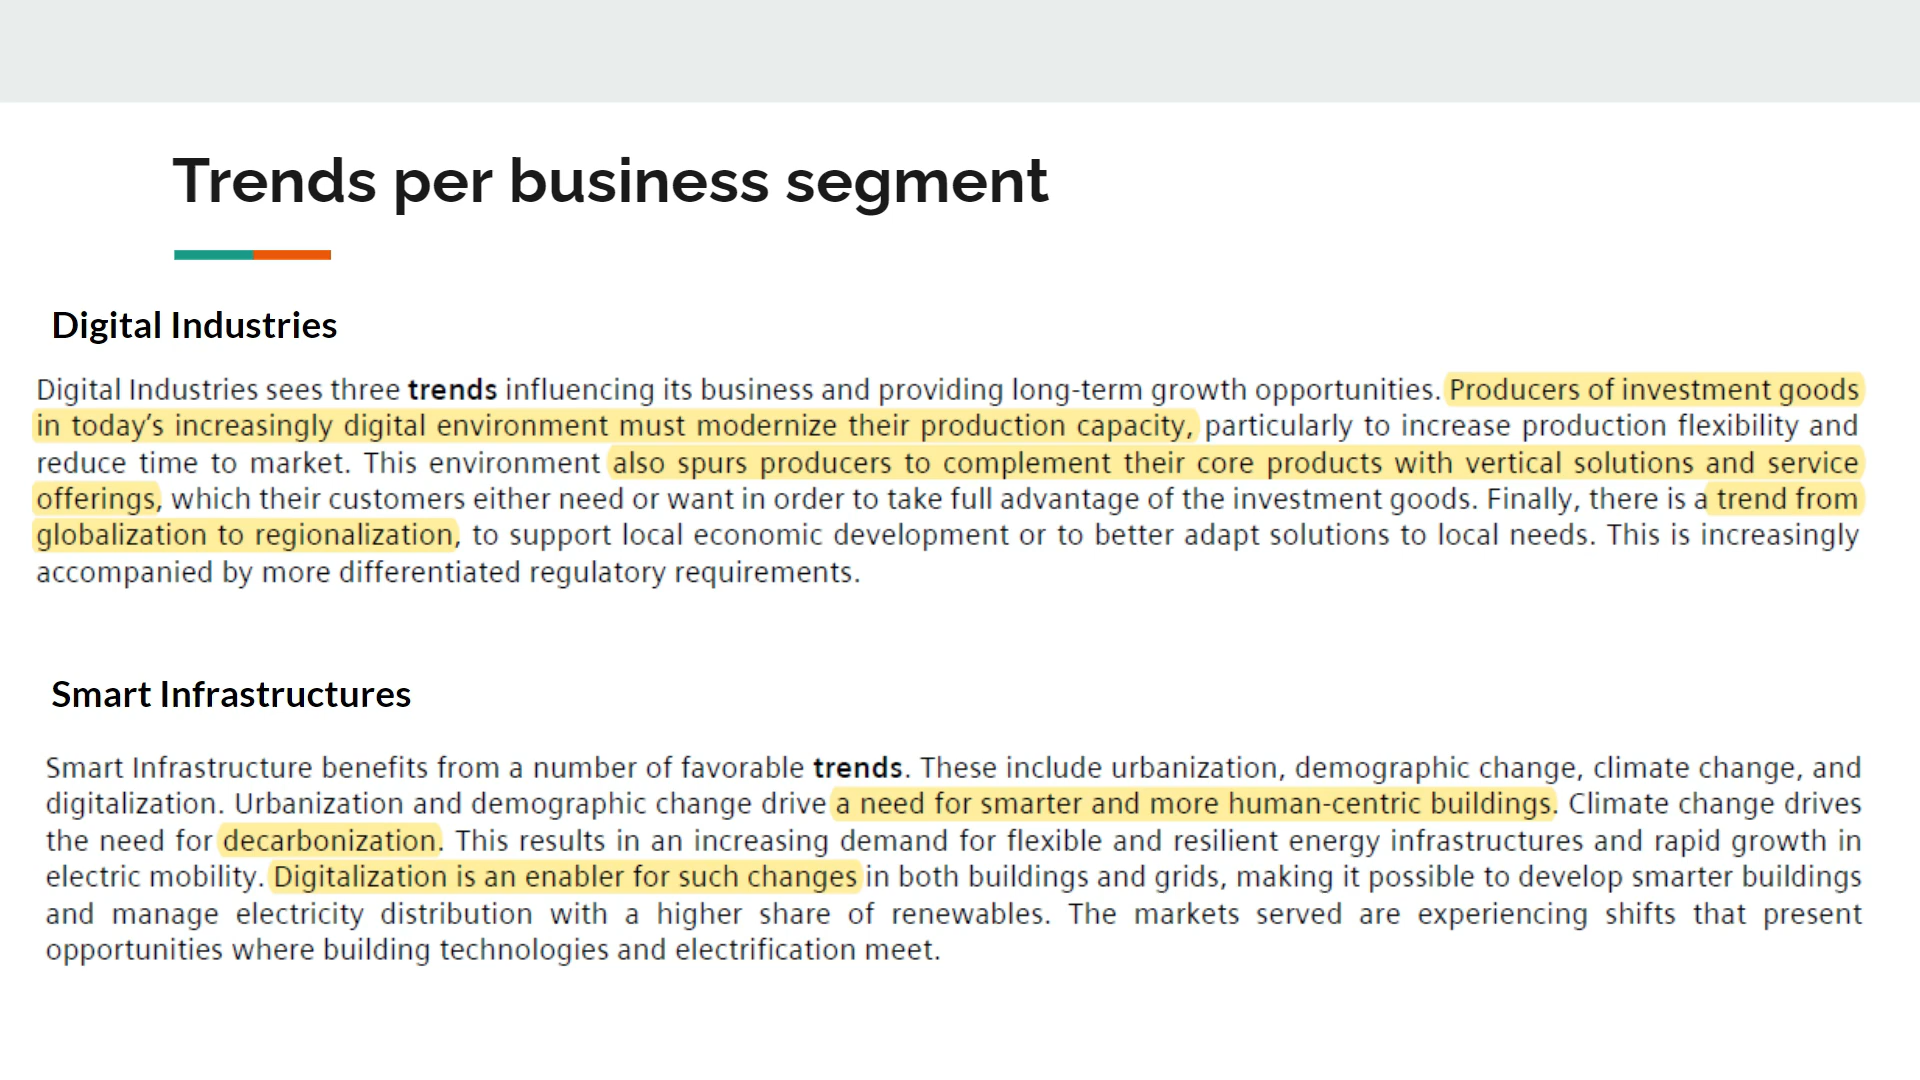 Trends per business segment
Digital Industries
Digital Industries sees three trends influencing its business and providing long-term growth opportunities. Producers of investment goods
in today’s increasingly digital environment must modernize their production capacity, particularly to increase production flexibility and
reduce time to market. This environment also spurs producers to complement their core products with vertical solutions and service
offerings, which their customers either need or want in order to take full advantage of the investment goods. Finally, there is a trend from
globalization to regionalization, to support local economic development or to better adapt solutions to local needs. This is increasingly
accompanied by more differentiated regulatory requirements.
Smart Infrastructures
Smart Infrastructure benefits from a number of favorable trends. These include urbanization, demographic change, climate change, and
digitalization. Urbanization and demographic change drive a need for smarter and more human-centric buildings. Climate change drives
the need for decarbonization. This results in an increasing demand for flexible and resilient energy infrastructures and rapid growth in
electric mobility. Digitalization is an enabler for such changes in both buildings and grids, making it possible to develop smarter buildings
and manage electricity distribution with a higher share of renewables. The markets served are experiencing shifts that present
opportunities where building technologies and electrification meet.